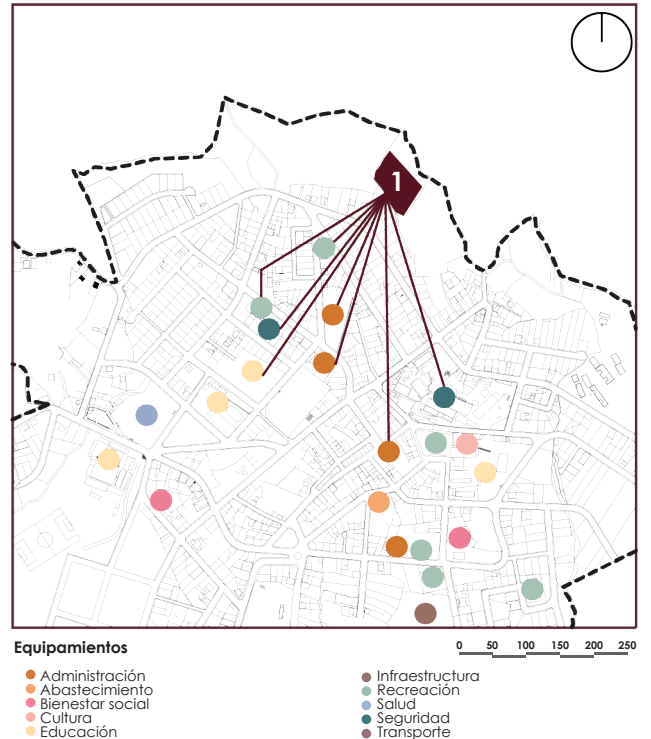 1
Equipamientos
0 50 100 150 200 250
Administración
Abastecimiento
Bienestar social
Cultura
Educación
Infraestructura
Recreación
Salud
Seguridad
Transporte